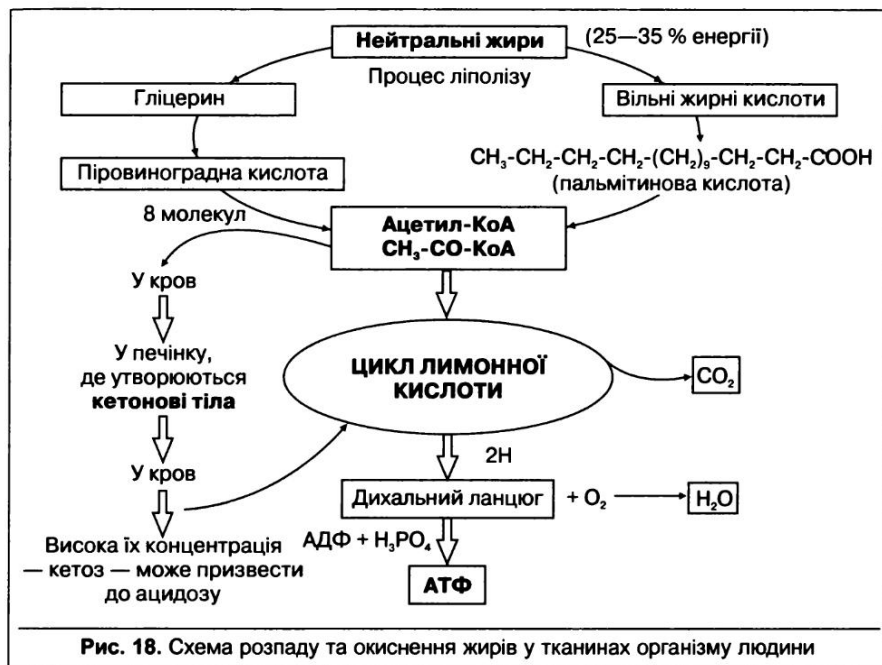 Нейтральні жири (25—35 % енергії)
Процес ліполізу
Гліцерин Вільні жирні кислоти
CH₃-CH₂-CH₂-CH₂-(CH₂)₉-CH₂-CH₂-COOH
Піровиноградна кислота (пальмітинова кислота)
8 молекул
Ацетил-КоА
CH₃-CO-КоА
У кров
У печінку,
де утворюються
кетонові тіла
ЦИКЛ ЛИМОННОЇ
КИСЛОТИ
CO₂
У кров
2H
Дихальний ланцюг + O₂ H₂O
АДФ + H₃PO₄
Висока їх концентрація
— кетоз — може призвести
до ацидозу
АТФ
Рис. 18. Схема розпаду та окиснення жирів у тканинах організму людини